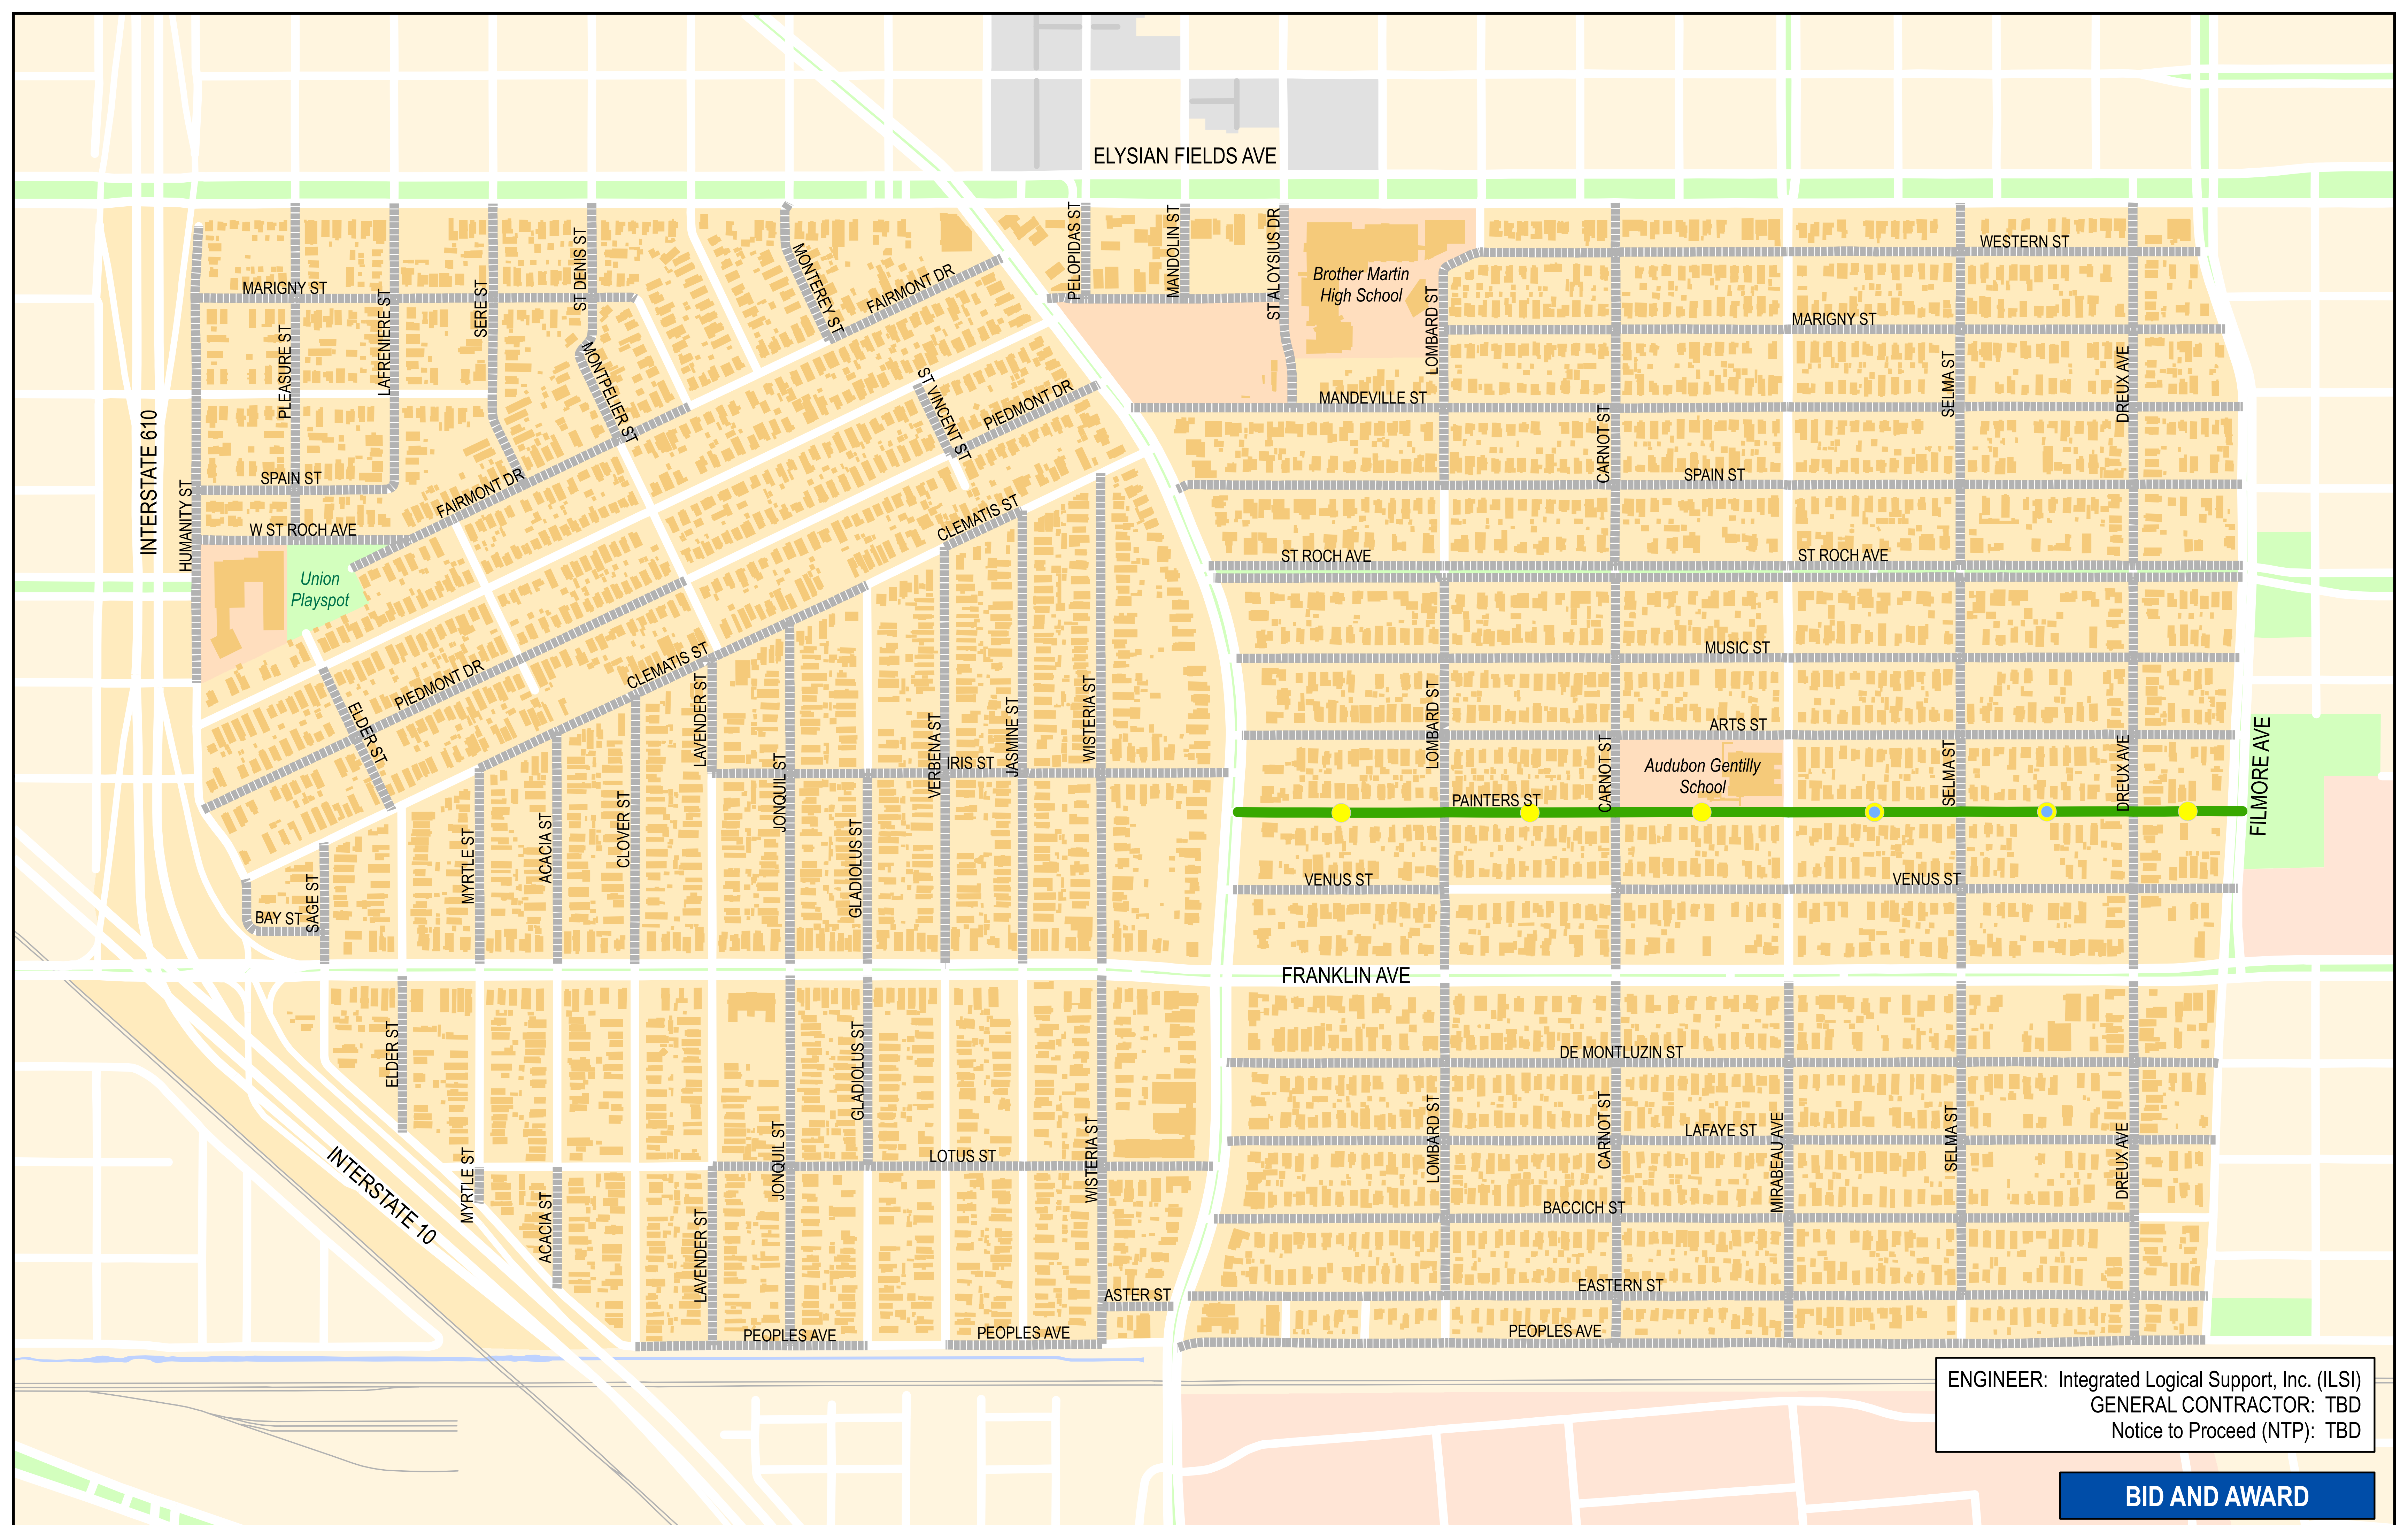 ELYSIAN FIELDS AVE
PELOPIDAS ST
MANDOLIN ST
ST ALOYSIUS DR
WESTERN ST
MONTEREY ST
FAIRMONT DR
ST DENIS ST
Brother Martin
High School
MARIGNY ST
SERE ST
LAFRENIERE ST
PLEASURE ST
LOMBARD ST
MARIGNY ST
MONTPELIER ST
ST VINCENT ST
PIEDMONT DR
MANDEVILLE ST
SELMA ST
DREUX AVE
CARNOT ST
INTERSTATE 610
HUMANITY ST
SPAIN ST
FAIRMONT DR
SPAIN ST
W ST ROCH AVE
CLEMATIS ST
ST ROCH AVE
ST ROCH AVE
Union
Playspot
MUSIC ST
CLEMATIS ST
PIEDMONT DR
ELDER ST
LAVENDER ST
JONQUIL ST
VERBENA ST
IRIS ST
JASMINE ST
WISTERIA ST
LOMBARD ST
ARTS ST
CARNOT ST
Audubon Gentilly
School
SELMA ST
DREUX AVE
FILMORE AVE
PAINTERS ST
MYRTLE ST
ACACIA ST
CLOVER ST
GLADIOLUS ST
VENUS ST
VENUS ST
SAGE ST
BAY ST
FRANKLIN AVE
ELDER ST
GLADIOLUS ST
DE MONTLUZIN ST
LOMBARD ST
CARNOT ST
LAFAYE ST
MIRABEAU AVE
SELMA ST
DREUX AVE
INTERSTATE 10
MYRTLE ST
ACACIA ST
LAVENDER ST
JONQUIL ST
LOTUS ST
WISTERIA ST
BACCICH ST
ASTER ST
EASTERN ST
PEOPLES AVE
PEOPLES AVE
PEOPLES AVE
ENGINEER: Integrated Logical Support, Inc. (ILSI)
GENERAL CONTRACTOR: TBD
Notice to Proceed (NTP): TBD
BID AND AWARD